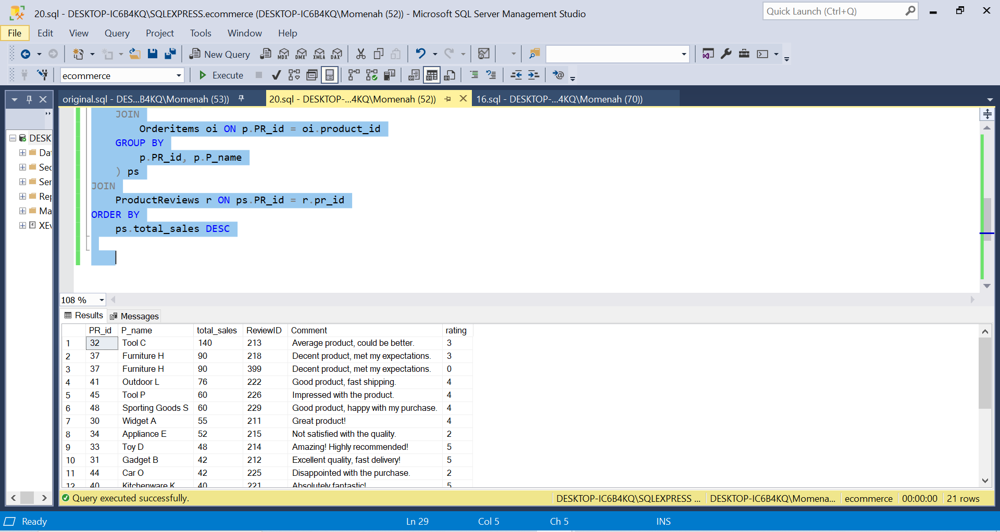 20.sql - DESKTOP-IC6B4KQ\SQLEXPRESS.ecommerce (DESKTOP-IC6B4KQ\Momenah (52)) - Microsoft SQL Server Management Studio
Quick Launch (Ctrl+Q)
File Edit View Query Project Tools Window Help
New Query MDX DMX XMLA DAX
ecommerce Execute
original.sql - DES...B4KQ\Momenah (53)) 20.sql - DESKTOP-...4KQ\Momenah (52)) 16.sql - DESKTOP-...4KQ\Momenah (70))
DESK
Dat
Sec
Ser
Rep
Ma
XEv
JOIN
Orderitems oi ON p.PR_id = oi.product_id
GROUP BY
p.PR_id, p.P_name
) ps
JOIN
ProductReviews r ON ps.PR_id = r.pr_id
ORDER BY
ps.total_sales DESC
108 %
Results Messages
PR_id P_name total_sales ReviewID Comment rating
1 32 Tool C 140 213 Average product, could be better. 3
2 37 Furniture H 90 218 Decent product, met my expectations. 3
3 37 Furniture H 90 399 Decent product, met my expectations. 0
4 41 Outdoor L 76 222 Good product, fast shipping. 4
5 45 Tool P 60 226 Impressed with the product. 4
6 48 Sporting Goods S 60 229 Good product, happy with my purchase. 4
7 30 Widget A 55 211 Great product! 4
8 34 Appliance E 52 215 Not satisfied with the quality. 2
9 33 Toy D 48 214 Amazing! Highly recommended! 5
10 31 Gadget B 42 212 Excellent quality, fast delivery! 5
11 44 Car O 42 225 Disappointed with the purchase. 2
12 40 Kitchenware K 40 221 Absolutely fantastic! 5
Query executed successfully. DESKTOP-IC6B4KQ\SQLEXPRESS ... DESKTOP-IC6B4KQ\Momena... ecommerce 00:00:00 21 rows
Ready Ln 29 Col 5 Ch 5 INS